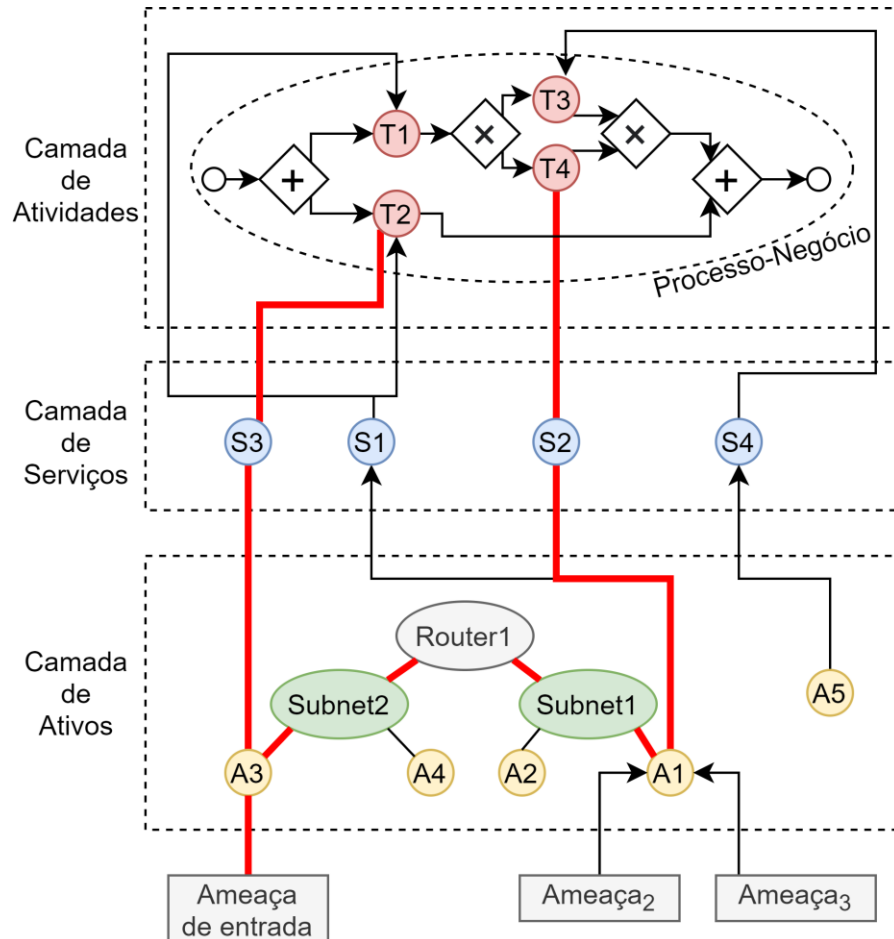 Camada
de
Atividades
T1
T3
T4
T2
+
×
×
+
Processo-Negócio
Camada
de
Serviços
S3
S1
S2
S4
Camada
de
Ativos
Router1
Subnet2
Subnet1
A5
A3
A4
A2
A1
Ameaça
de entrada
Ameaça₂
Ameaça₃